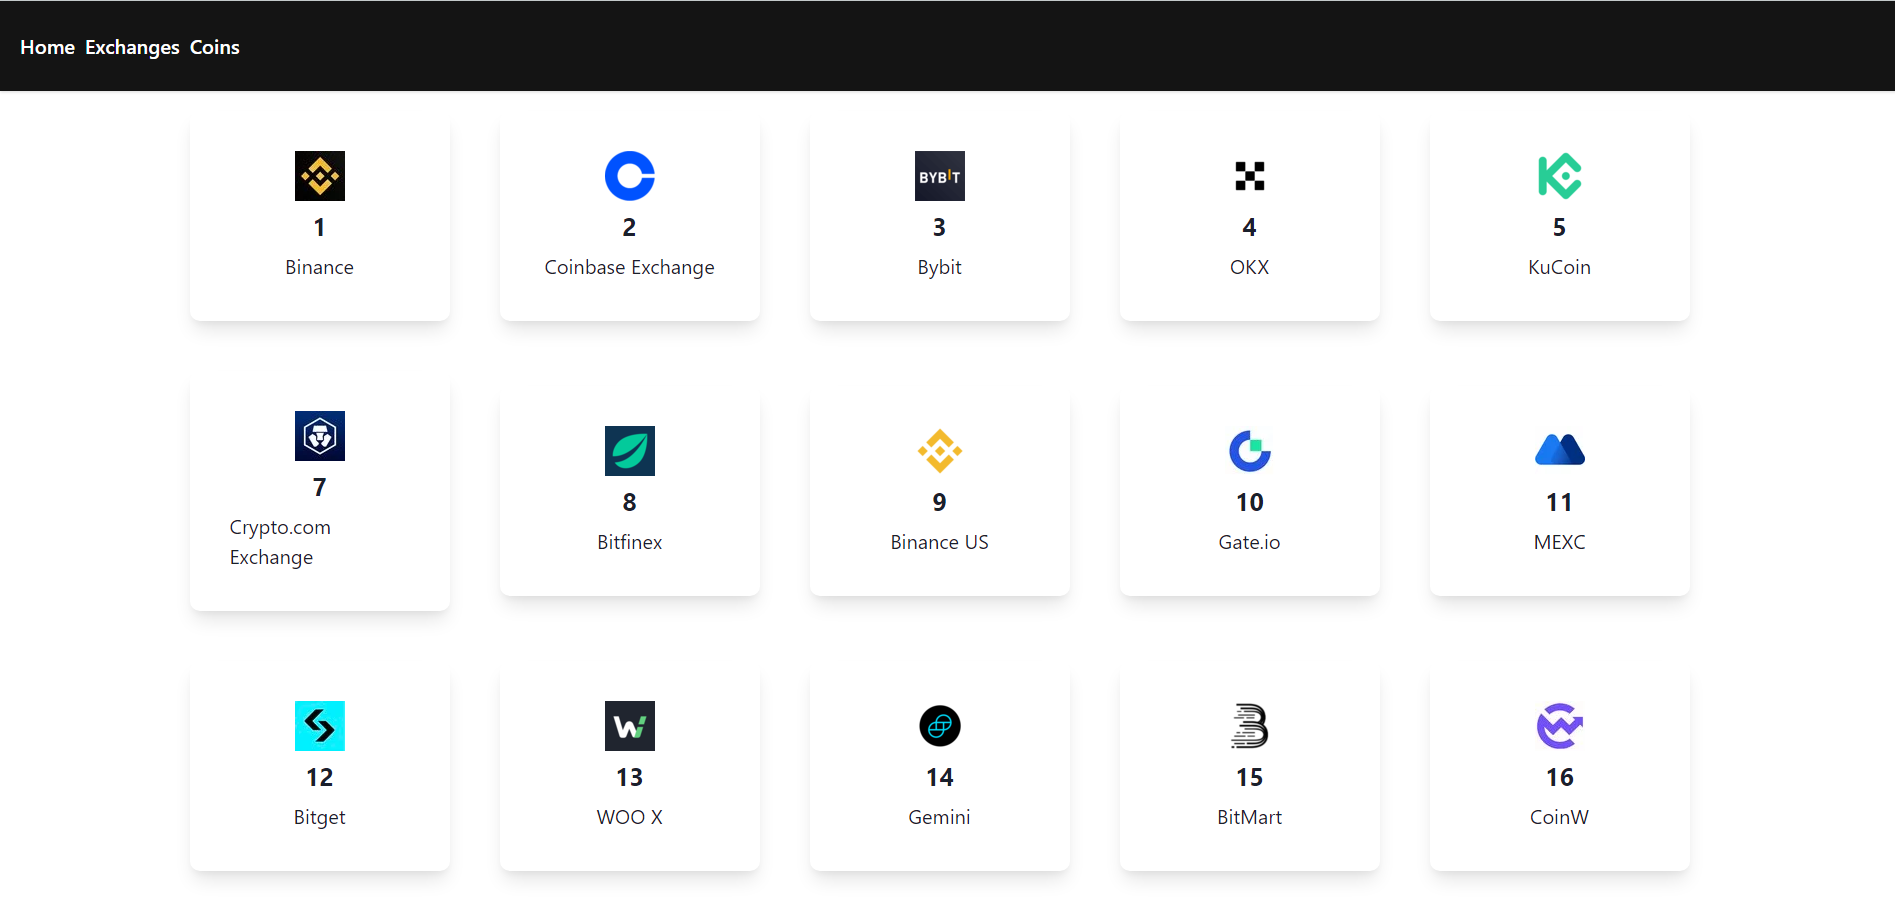 Home Exchanges Coins
BYBIT
1 2 3 4 5
Binance Coinbase Exchange Bybit OKX KuCoin
7 8 9 10 11
Crypto.com
Exchange
Bitfinex Binance US Gate.io MEXC
12 13 14 15 16
Bitget WOO X Gemini BitMart CoinW